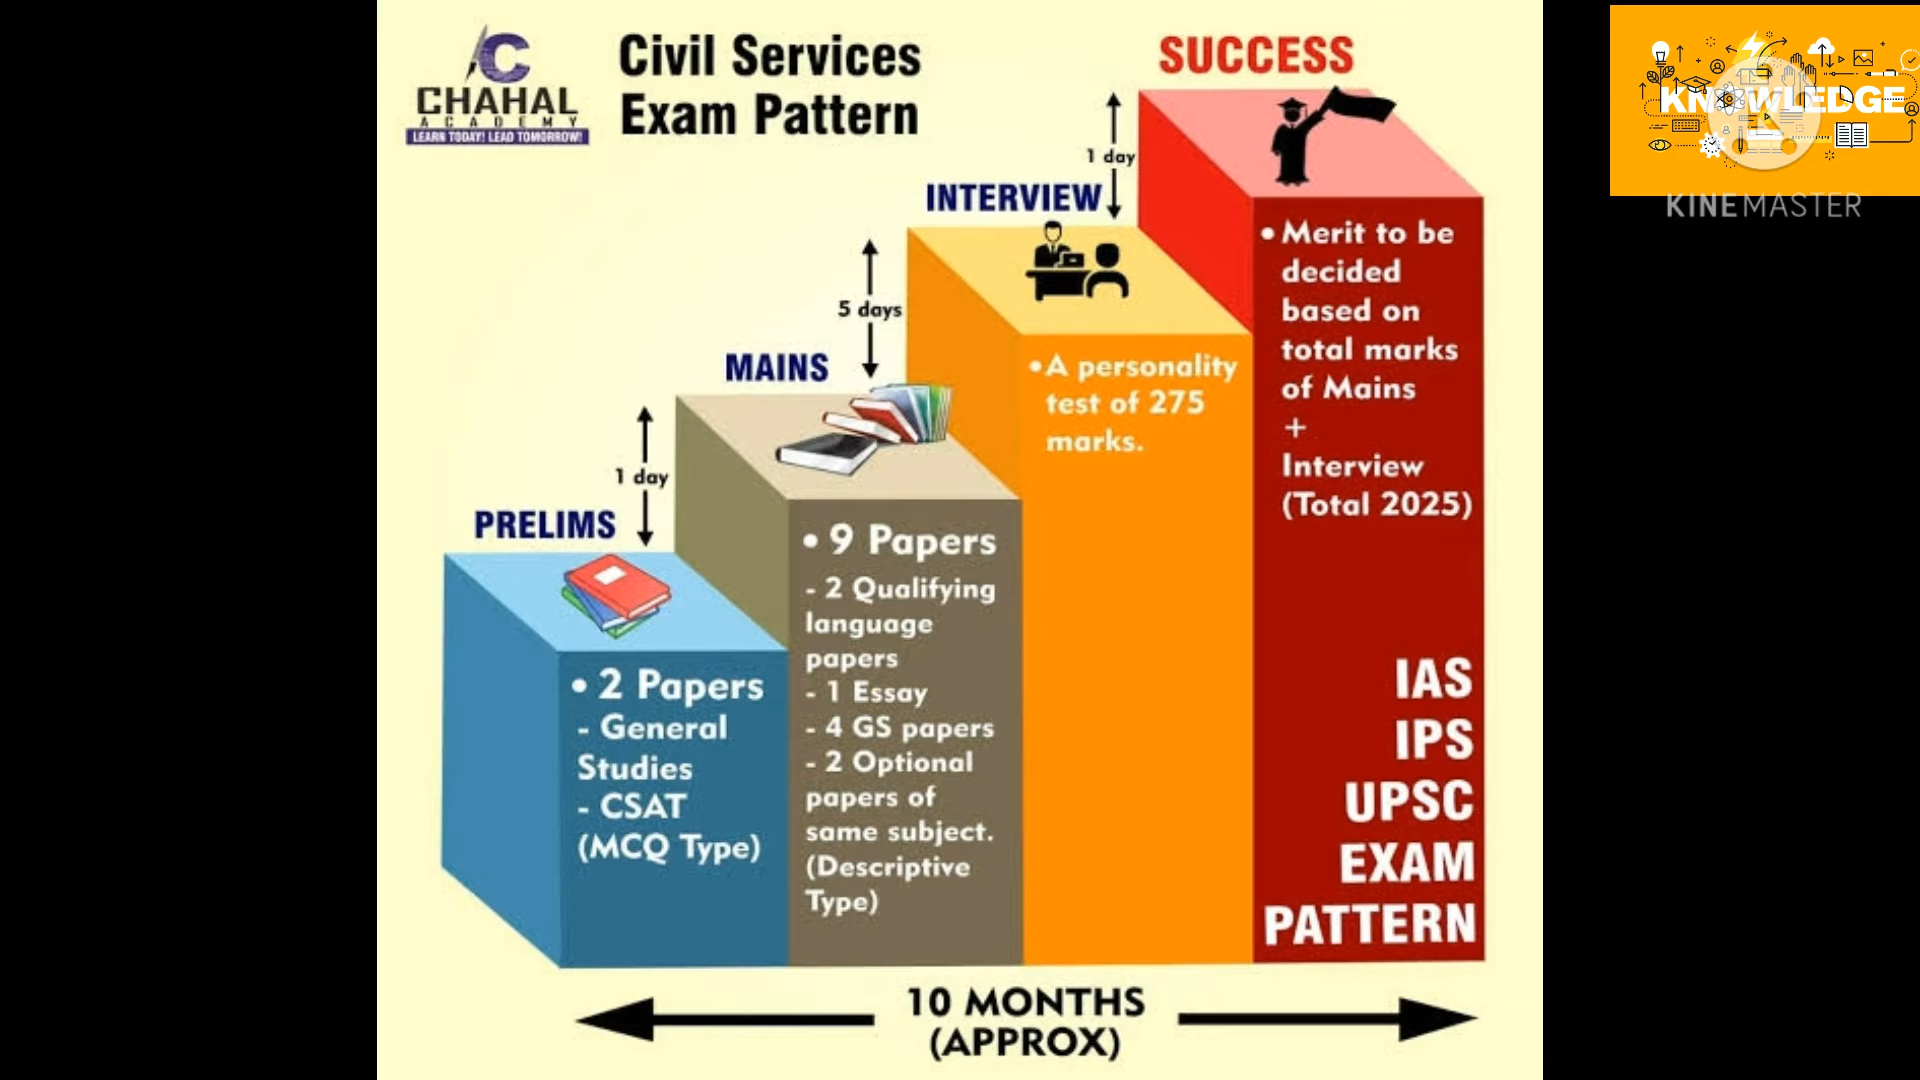 CHAHAL
ACADEMY
LEARN TODAY! LEAD TOMORROW!
Civil Services
Exam Pattern
SUCCESS
1 day
INTERVIEW
5 days
MAINS
1 day
PRELIMS
• 2 Papers
- General
Studies
- CSAT
(MCQ Type)
• 9 Papers
- 2 Qualifying
language
papers
- 1 Essay
- 4 GS papers
- 2 Optional
papers of
same subject.
(Descriptive
Type)
• A personality
test of 275
marks.
• Merit to be
decided
based on
total marks
of Mains
+
Interview
(Total 2025)
IAS
IPS
UPSC
EXAM
PATTERN
10 MONTHS
(APPROX)
KNOWLEDGE
KINEMASTER